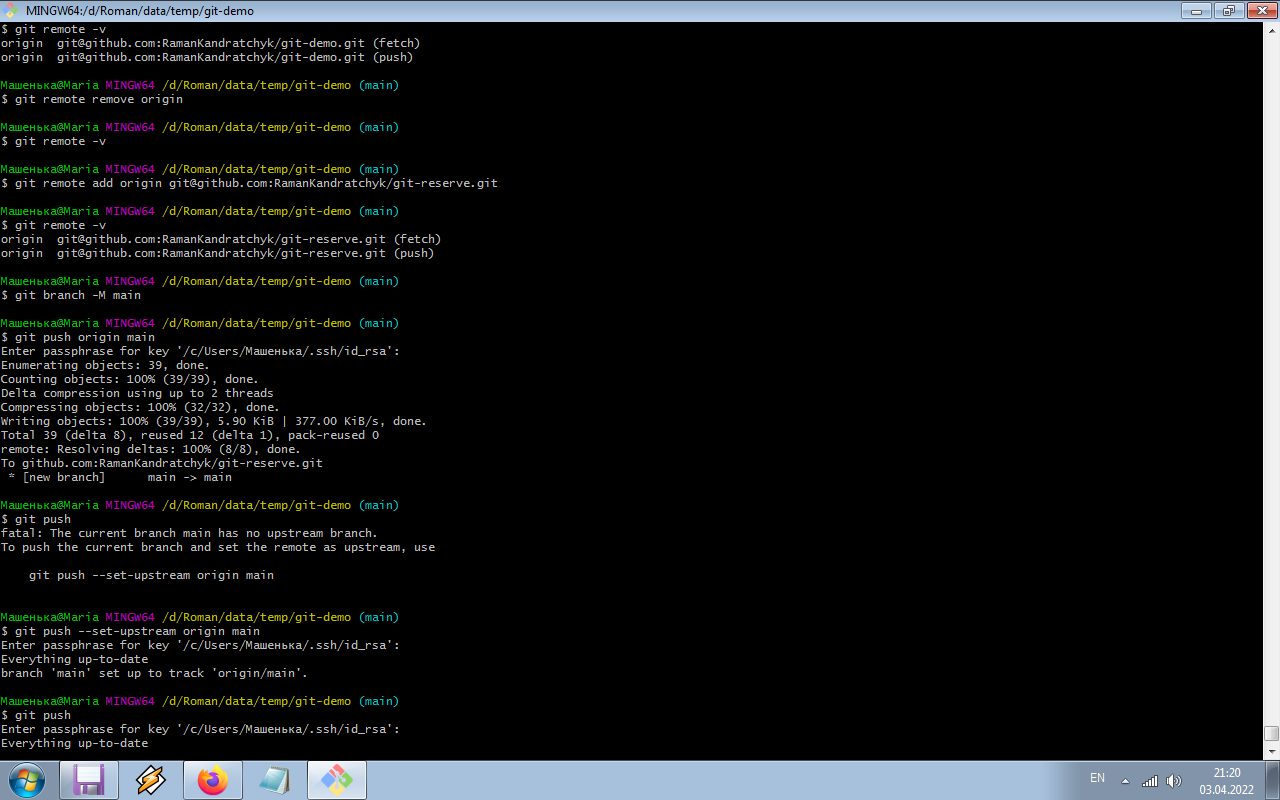 MINGW64:/d/Roman/data/temp/git-demo
$ git remote -v
origin  git@github.com:RamanKandratchyk/git-demo.git (fetch)
origin  git@github.com:RamanKandratchyk/git-demo.git (push)
Машенька@Maria MINGW64 /d/Roman/data/temp/git-demo (main)
$ git remote remove origin
Машенька@Maria MINGW64 /d/Roman/data/temp/git-demo (main)
$ git remote -v
Машенька@Maria MINGW64 /d/Roman/data/temp/git-demo (main)
$ git remote add origin git@github.com:RamanKandratchyk/git-reserve.git
Машенька@Maria MINGW64 /d/Roman/data/temp/git-demo (main)
$ git remote -v
origin  git@github.com:RamanKandratchyk/git-reserve.git (fetch)
origin  git@github.com:RamanKandratchyk/git-reserve.git (push)
Машенька@Maria MINGW64 /d/Roman/data/temp/git-demo (main)
$ git branch -M main
Машенька@Maria MINGW64 /d/Roman/data/temp/git-demo (main)
$ git push origin main
Enter passphrase for key '/c/Users/Машенька/.ssh/id_rsa':
Enumerating objects: 39, done.
Counting objects: 100% (39/39), done.
Delta compression using up to 2 threads
Compressing objects: 100% (32/32), done.
Writing objects: 100% (39/39), 5.90 KiB | 377.00 KiB/s, done.
Total 39 (delta 8), reused 12 (delta 1), pack-reused 0
remote: Resolving deltas: 100% (8/8), done.
To github.com:RamanKandratchyk/git-reserve.git
 * [new branch]      main -> main
Машенька@Maria MINGW64 /d/Roman/data/temp/git-demo (main)
$ git push
fatal: The current branch main has no upstream branch.
To push the current branch and set the remote as upstream, use
    git push --set-upstream origin main
Машенька@Maria MINGW64 /d/Roman/data/temp/git-demo (main)
$ git push --set-upstream origin main
Enter passphrase for key '/c/Users/Машенька/.ssh/id_rsa':
Everything up-to-date
branch 'main' set up to track 'origin/main'.
Машенька@Maria MINGW64 /d/Roman/data/temp/git-demo (main)
$ git push
Enter passphrase for key '/c/Users/Машенька/.ssh/id_rsa':
Everything up-to-date
EN
21:20
03.04.2022